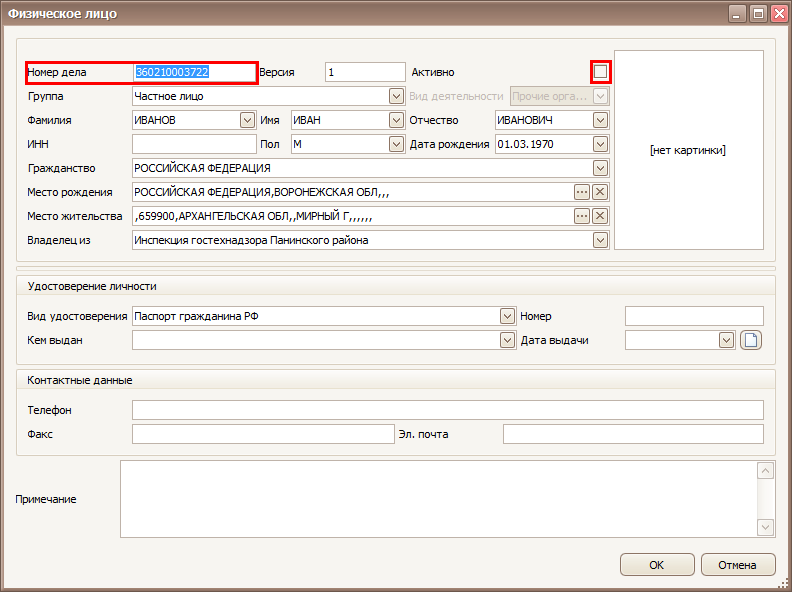 Физическое лицо
Номер дела 360210003722 Версия 1 Активно
Группа Частное лицо Вид деятельности Прочие орга...
Фамилия ИВАНОВ Имя ИВАН Отчество ИВАНОВИЧ
ИНН Пол М Дата рождения 01.03.1970
Гражданство РОССИЙСКАЯ ФЕДЕРАЦИЯ
[нет картинки]
Место рождения РОССИЙСКАЯ ФЕДЕРАЦИЯ,ВОРОНЕЖСКАЯ ОБЛ,,,
Место жительства ,659900,АРХАНГЕЛЬСКАЯ ОБЛ,,МИРНЫЙ Г,,,,,,
Владелец из Инспекция гостехнадзора Панинского района
Удостоверение личности
Вид удостоверения Паспорт гражданина РФ Номер
Кем выдан Дата выдачи
Контактные данные
Телефон
Факс Эл. почта
Примечание
ОК Отмена